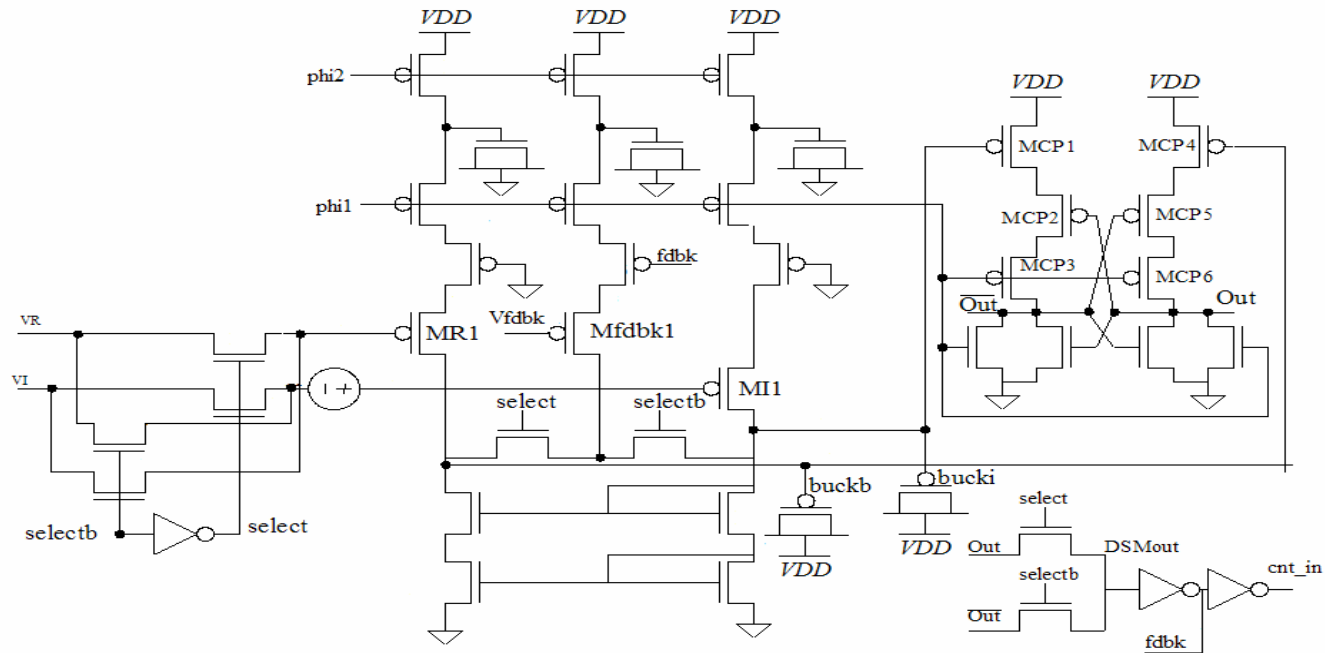 VDD
VDD
VDD
phi2
VDD
VDD
MCP1
MCP4
phi1
MCP2
MCP5
fdbk
MCP3
MCP6
Out
Out
VR
MR1
Vfdbk
Mfdbk1
VI
- +
MI1
select
selectb
buckb
bucki
select
selectb
select
VDD
VDD
Out
DSMout
selectb
cnt_in
Out
fdbk